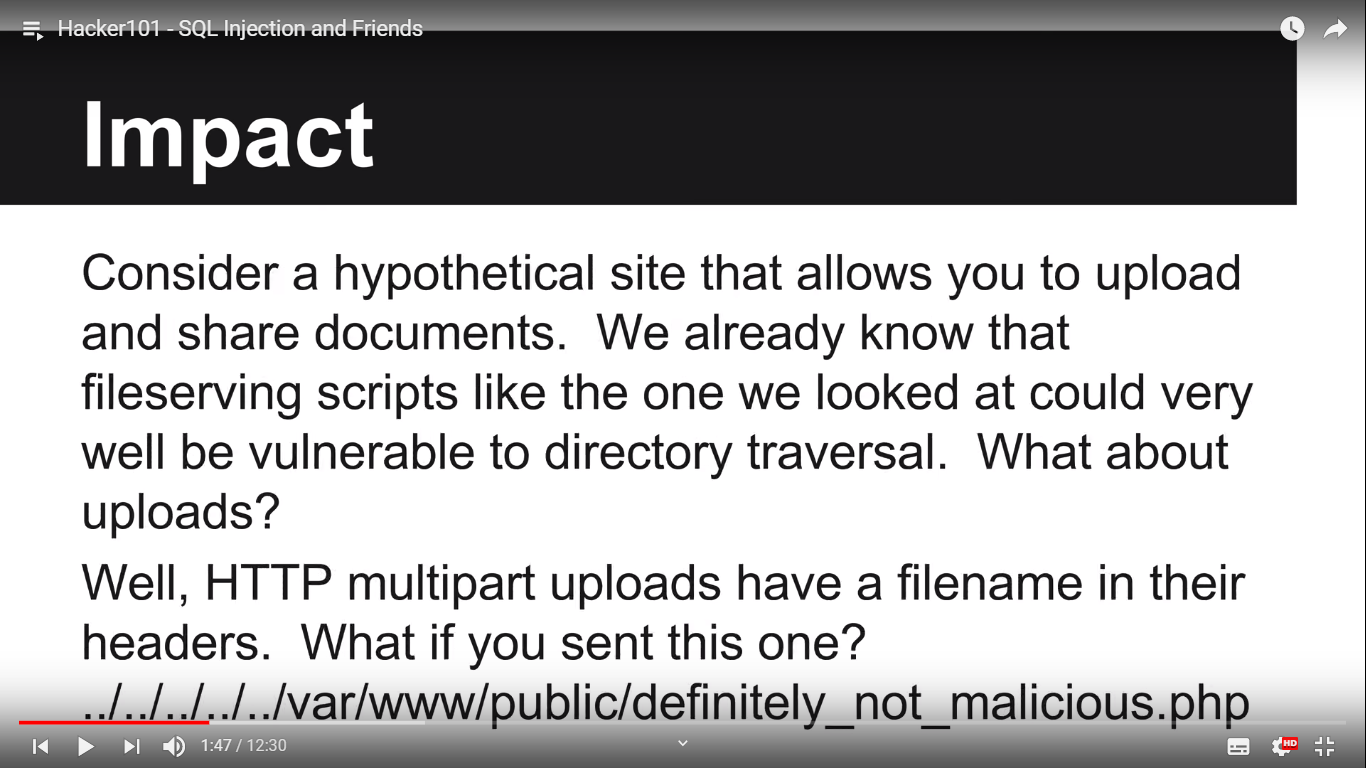 Hacker101 - SQL Injection and Friends
Impact
Consider a hypothetical site that allows you to upload
and share documents.  We already know that
fileserving scripts like the one we looked at could very
well be vulnerable to directory traversal.  What about
uploads?
Well, HTTP multipart uploads have a filename in their
headers.  What if you sent this one?
../../../../../var/www/public/definitely_not_malicious.php
1:47 / 12:30
HD